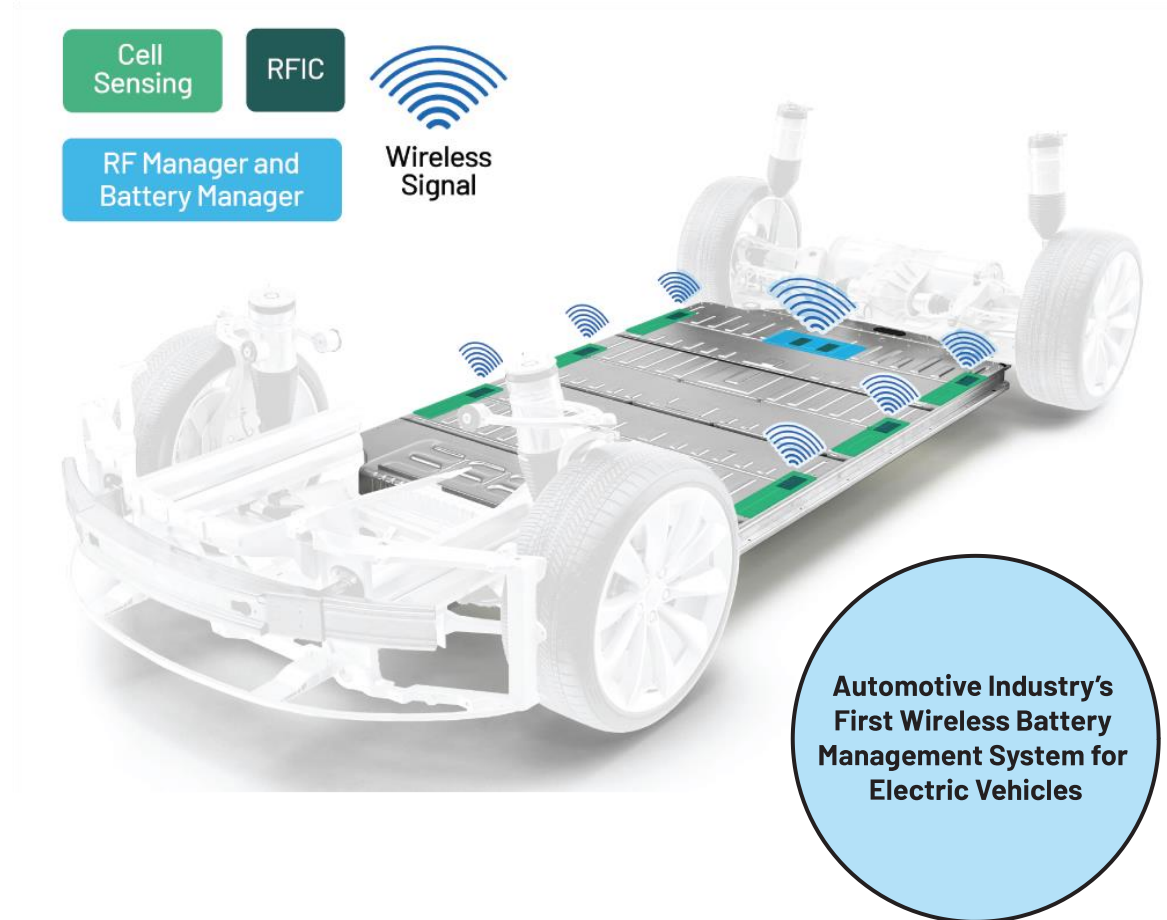 Cell
Sensing
RFIC
RF Manager and
Battery Manager
Wireless
Signal
Automotive Industry's
First Wireless Battery
Management System for
Electric Vehicles